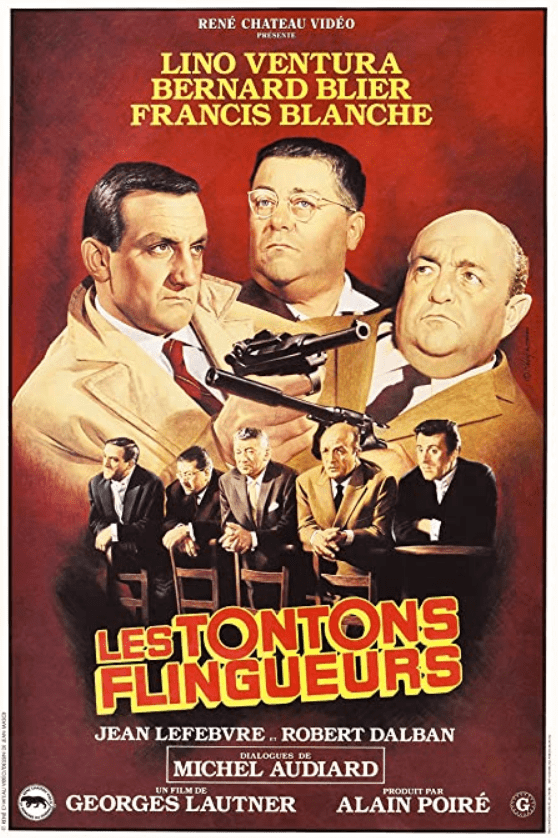 RENÉ CHATEAU VIDÉO
PRÉSENTE
LINO VENTURA
BERNARD BLIER
FRANCIS BLANCHE
LES TONTONS
FLINGUEURS
JEAN LEFEBVRE ET ROBERT DALBAN
DIALOGUES DE
MICHEL AUDIARD
UN FILM DE
GEORGES LAUTNER
PRODUIT PAR
ALAIN POIRÉ
G